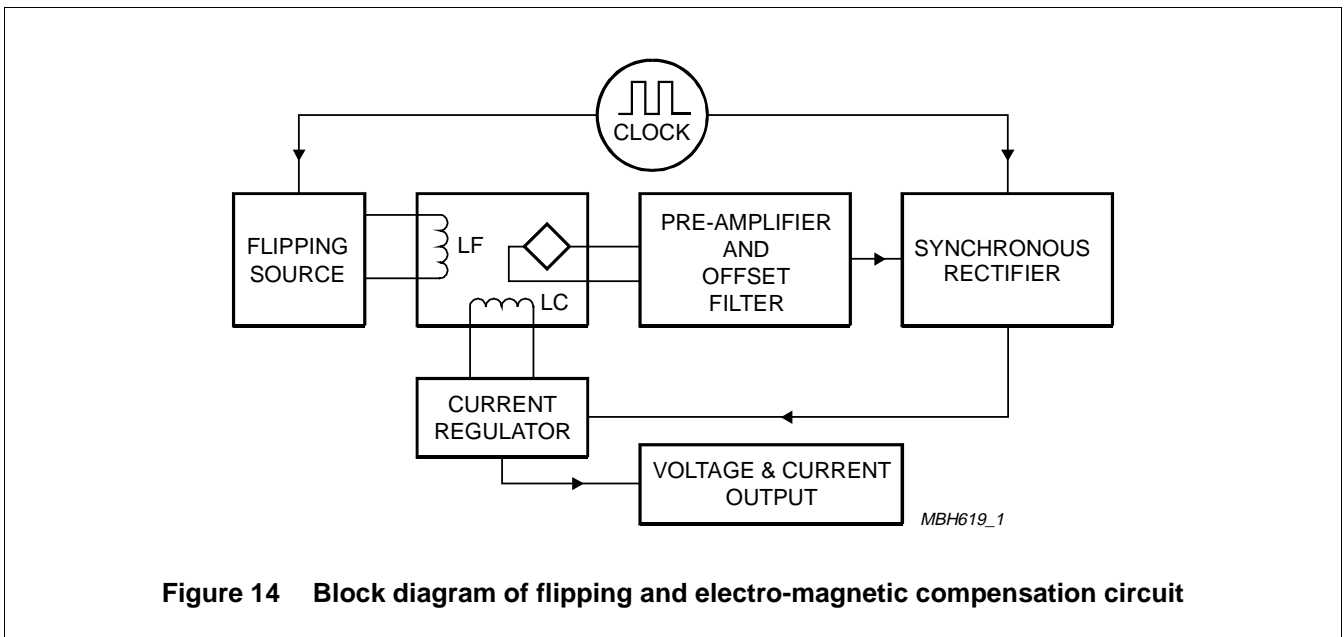 CLOCK
FLIPPING
SOURCE
LF
LC
PRE-AMPLIFIER
AND
OFFSET
FILTER
SYNCHRONOUS
RECTIFIER
CURRENT
REGULATOR
VOLTAGE & CURRENT
OUTPUT
MBH619_1
Figure 14 Block diagram of flipping and electro-magnetic compensation circuit